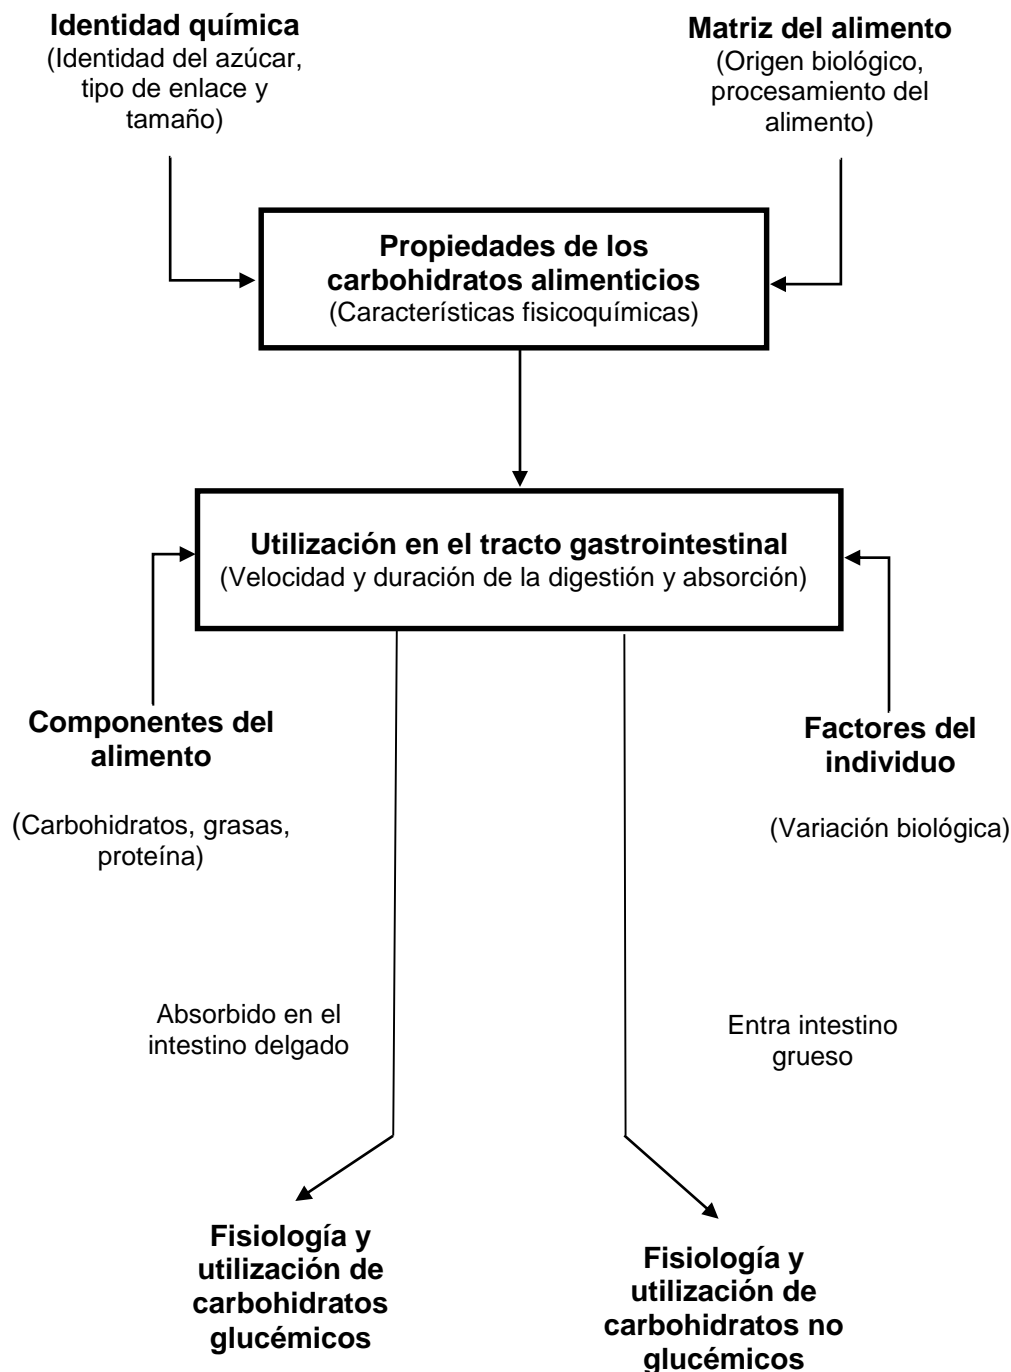 Identidad química
(Identidad del azúcar,
tipo de enlace y
tamaño)
Matriz del alimento
(Origen biológico,
procesamiento del
alimento)
Propiedades de los
carbohidratos alimenticios
(Características fisicoquímicas)
Utilización en el tracto gastrointestinal
(Velocidad y duración de la digestión y absorción)
Componentes del
alimento
(Carbohidratos, grasas,
proteína)
Factores del
individuo
(Variación biológica)
Absorbido en el
intestino delgado
Entra intestino
grueso
Fisiología y
utilización de
carbohidratos
glucémicos
Fisiología y
utilización de
carbohidratos no
glucémicos